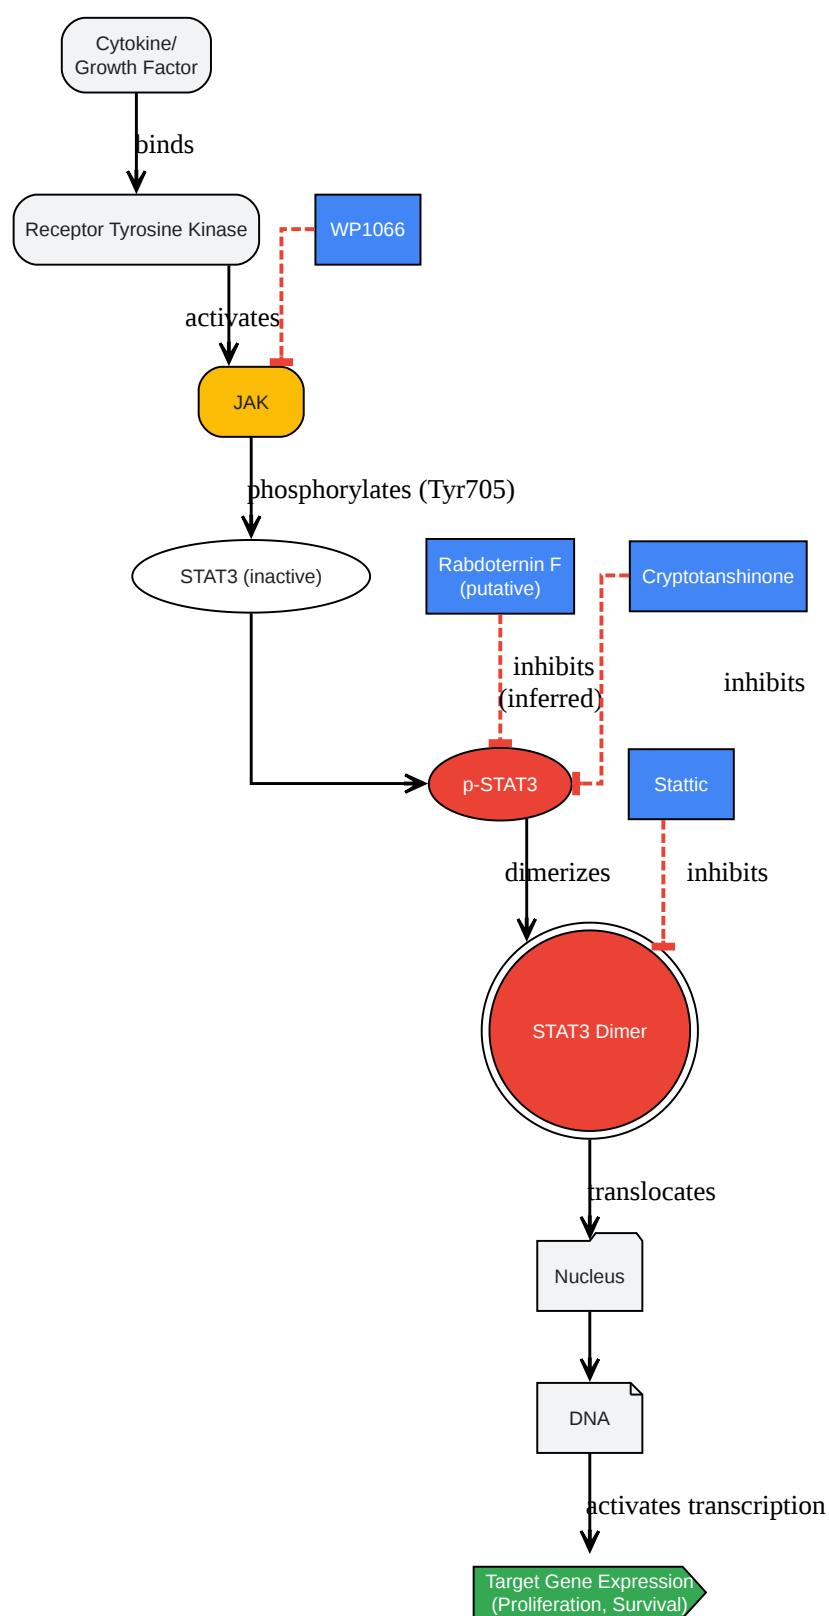 Cytokine/
Growth Factor
binds
Receptor Tyrosine Kinase
WP1066
activates
JAK
phosphorylates (Tyr705)
STAT3 (inactive)
Rabdoternin F
(putative)
Cryptotanshinone
inhibits
(inferred)
inhibits
p-STAT3
Stattic
dimerizes
inhibits
STAT3 Dimer
translocates
Nucleus
DNA
activates transcription
Target Gene Expression
(Proliferation, Survival)